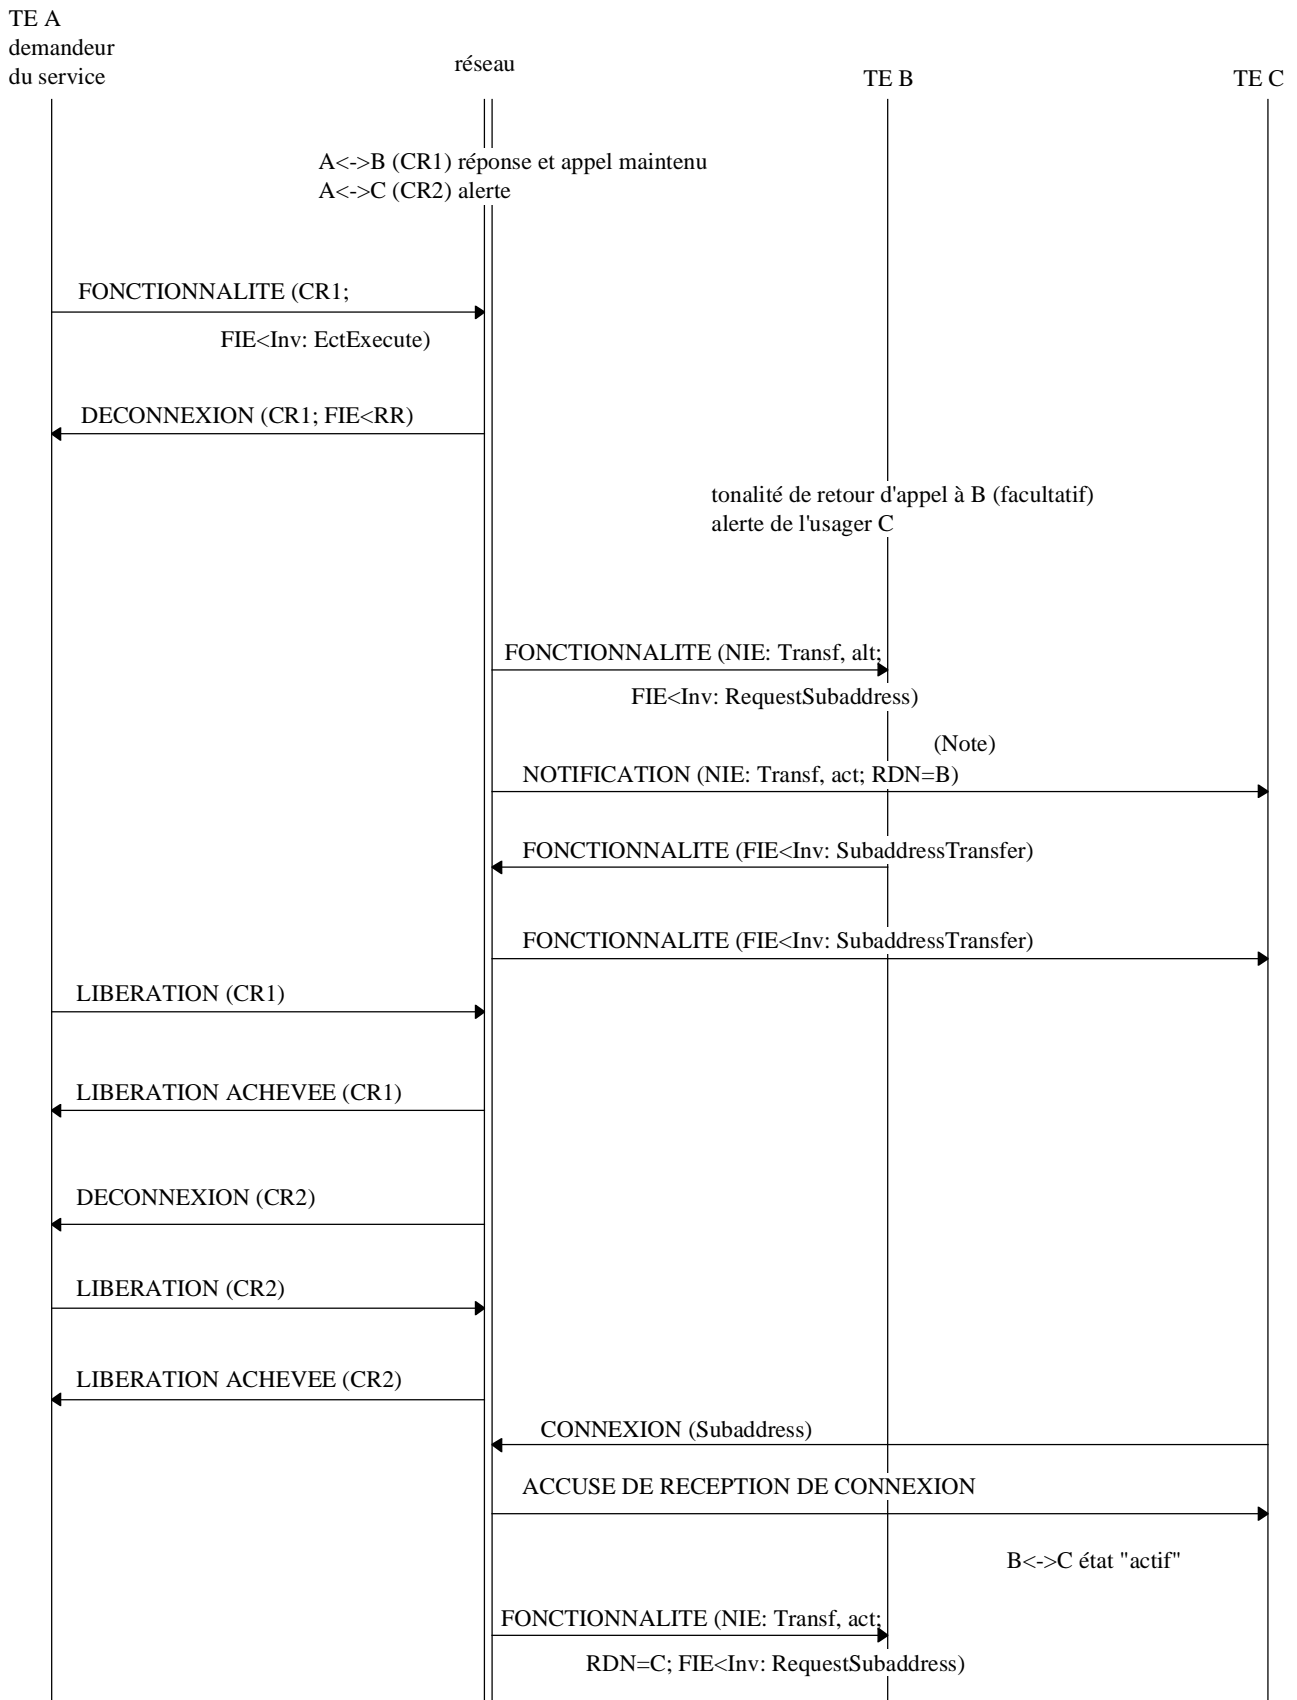 TE A
demandeur
du service
réseau
TE B
TE C
A<->B (CR1) réponse et appel maintenu
A<->C (CR2) alerte
FONCTIONNALITE (CR1;
FIE<Inv: EctExecute)
DECONNEXION (CR1; FIE<RR)
tonalité de retour d'appel à B (facultatif)
alerte de l'usager C
FONCTIONNALITE (NIE: Transf, alt;
FIE<Inv: RequestSubaddress)
(Note)
NOTIFICATION (NIE: Transf, act; RDN=B)
FONCTIONNALITE (FIE<Inv: SubaddressTransfer)
FONCTIONNALITE (FIE<Inv: SubaddressTransfer)
LIBERATION (CR1)
LIBERATION ACHEVEE (CR1)
DECONNEXION (CR2)
LIBERATION (CR2)
LIBERATION ACHEVEE (CR2)
CONNEXION (Subaddress)
ACCUSE DE RECEPTION DE CONNEXION
B<->C état "actif"
FONCTIONNALITE (NIE: Transf, act;
RDN=C; FIE<Inv: RequestSubaddress)